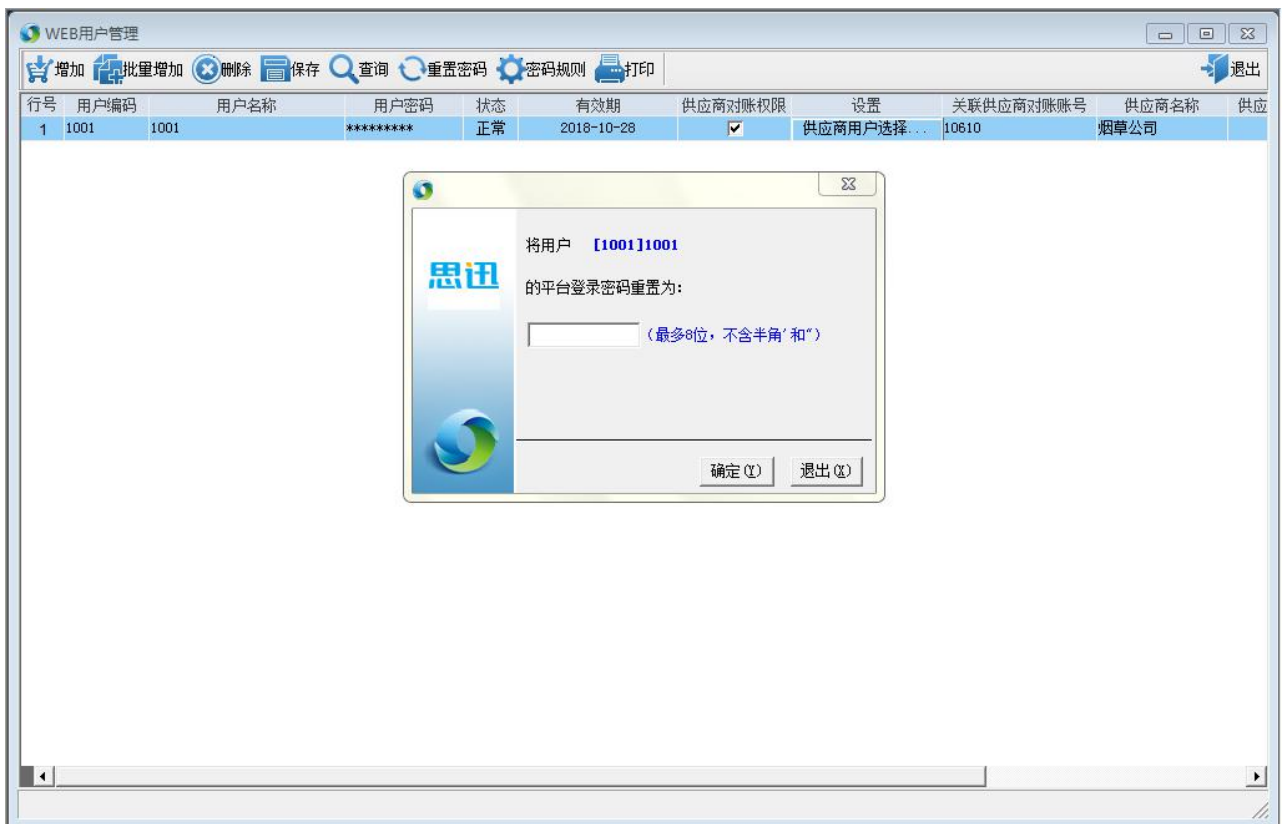 WEB用户管理
增加 批里增加 删除 保存 查询 重置密码 密码规则 打印 退出
行号 用户编码 用户名称 用户密码 状态 有效期 供应商对账权限 设置 关联供应商对账账号 供应商名称 供应
1 1001 1001 ********* 正常 2018-10-28 供应商用户选择... 10610 烟草公司
思迅
将用户 [1001]1001
的平台登录密码重置为：
（最多8位，不含半角'和"）
确定(Y) 退出(X)